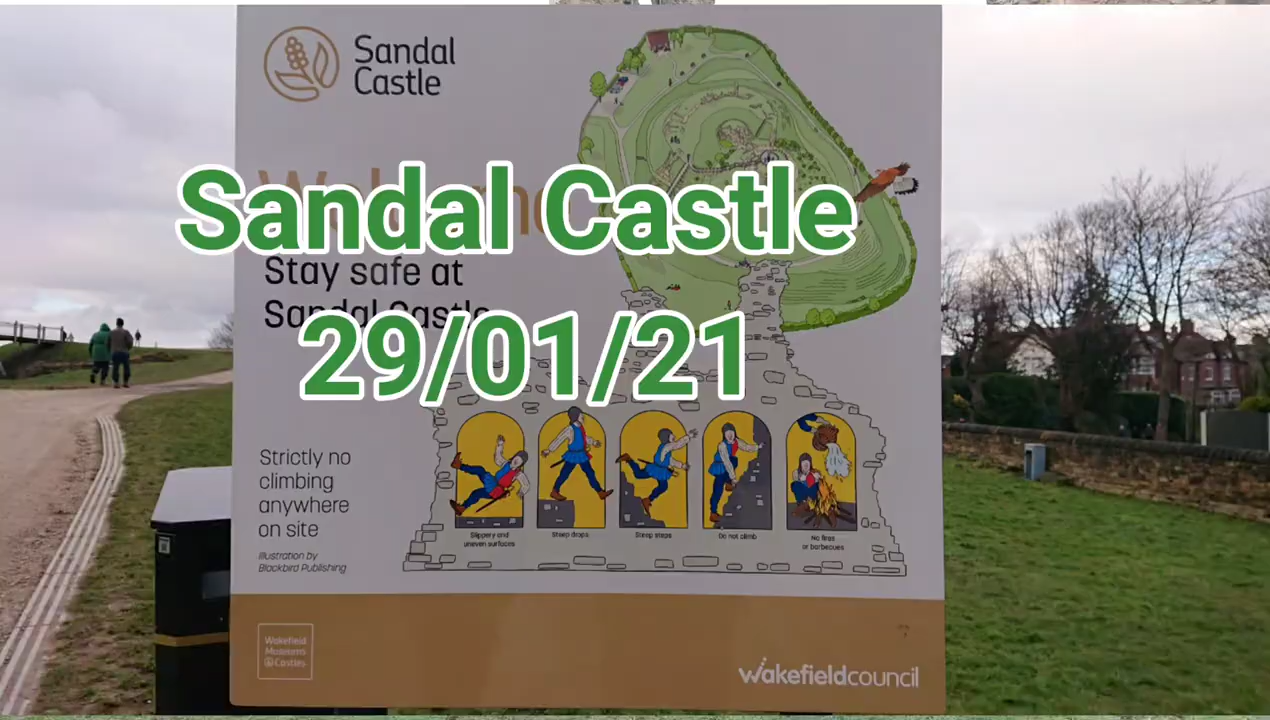 Sandal
Castle
Welcome
Sandal Castle
Stay safe at
Sandal Castle
29/01/21
Strictly no
climbing
anywhere
on site
Illustration by
Blackbird Publishing
Slippery and
uneven surfaces
Steep drops
Steep steps
Do not climb
No fires
or barbecues
Wakefield
Museums
& Castles
wakefieldcouncil